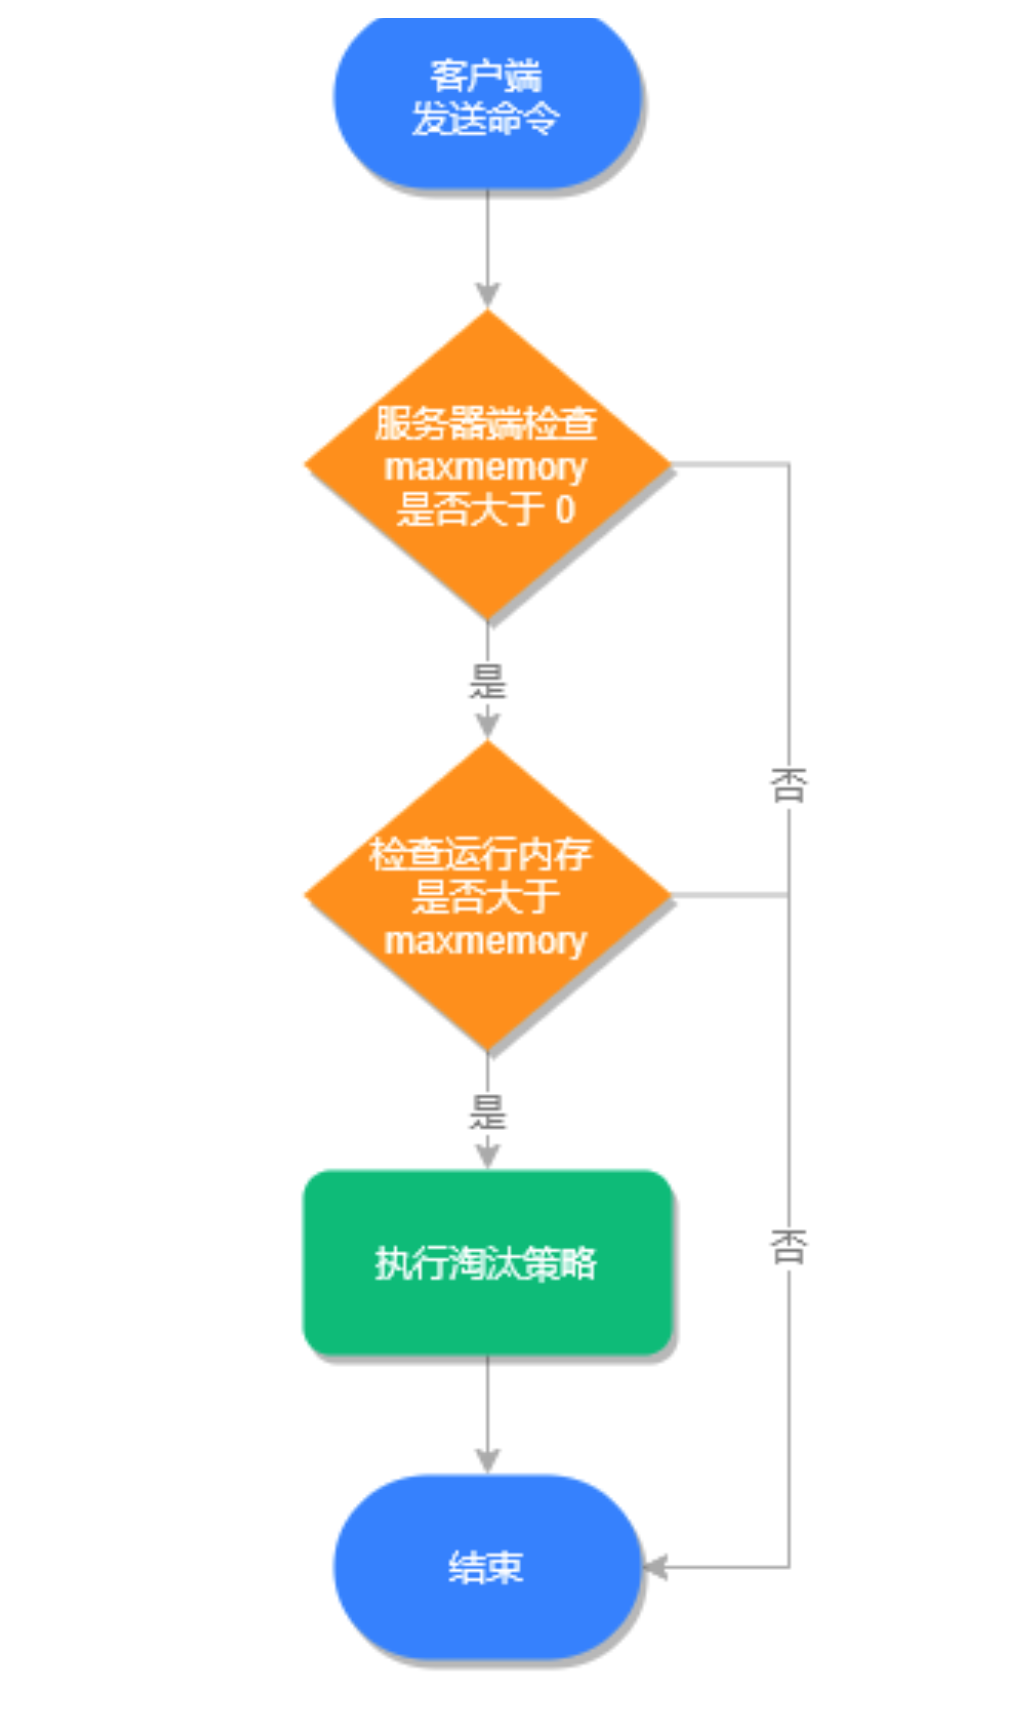 客户端
发送命令
服务器端检查
maxmemory
是否大于 0
是
否
检查运行内存
是否大于
maxmemory
是
否
执行淘汰策略
结束